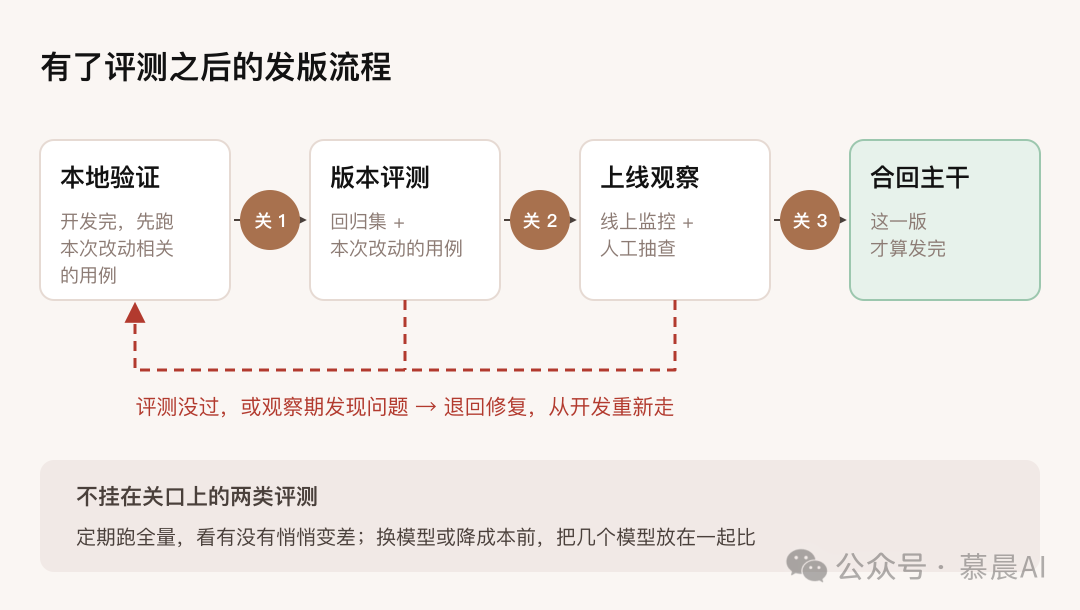 有了评测之后的发版流程
本地验证
开发完，先跑
本次改动相关
的用例
关 1
版本评测
回归集 +
本次改动的用例
关 2
上线观察
线上监控 +
人工抽查
关 3
合回主干
这一版
才算发完
评测没过，或观察期发现问题 → 退回修复，从开发重新走
不挂在关口上的两类评测
定期跑全量，看有没有悄悄变差；换模型或降成本前，把几个模型放在一起比
公众号 · 慕晨AI